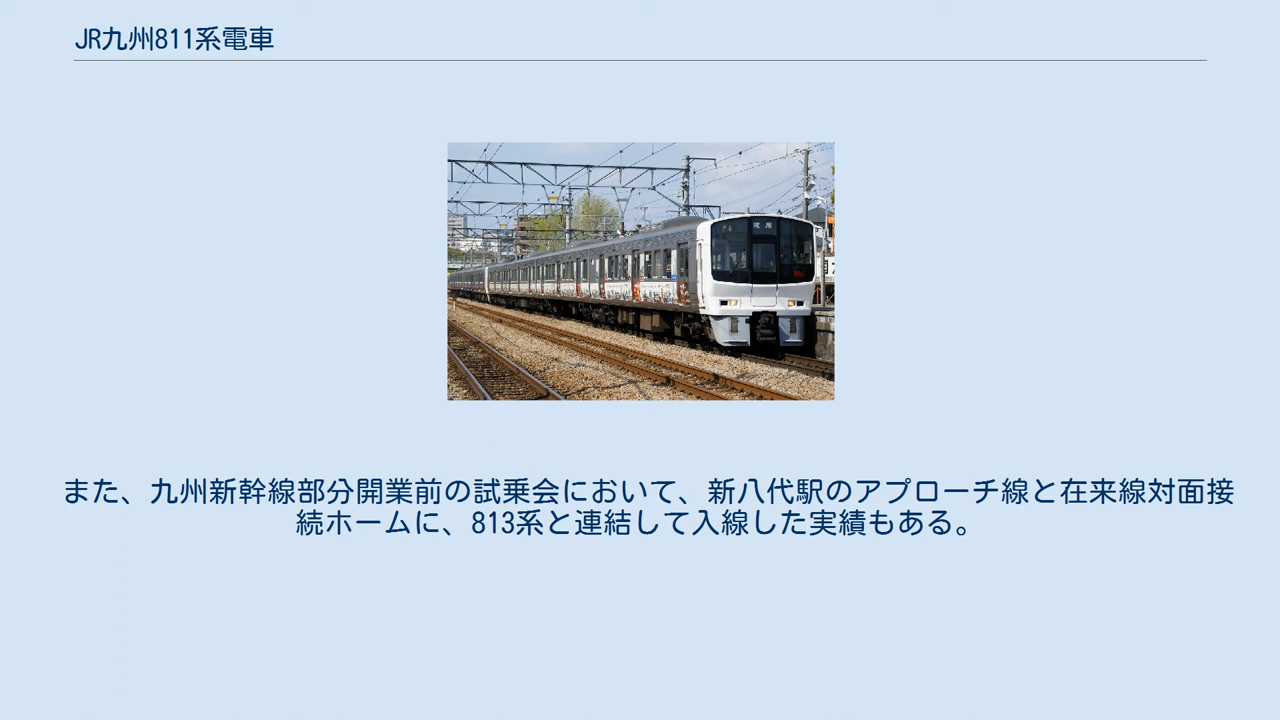 JR九州811系電車
また、九州新幹線部分開業前の試乗会において、新八代駅のアプローチ線と在来線対面接
続ホームに、813系と連結して入線した実績もある。